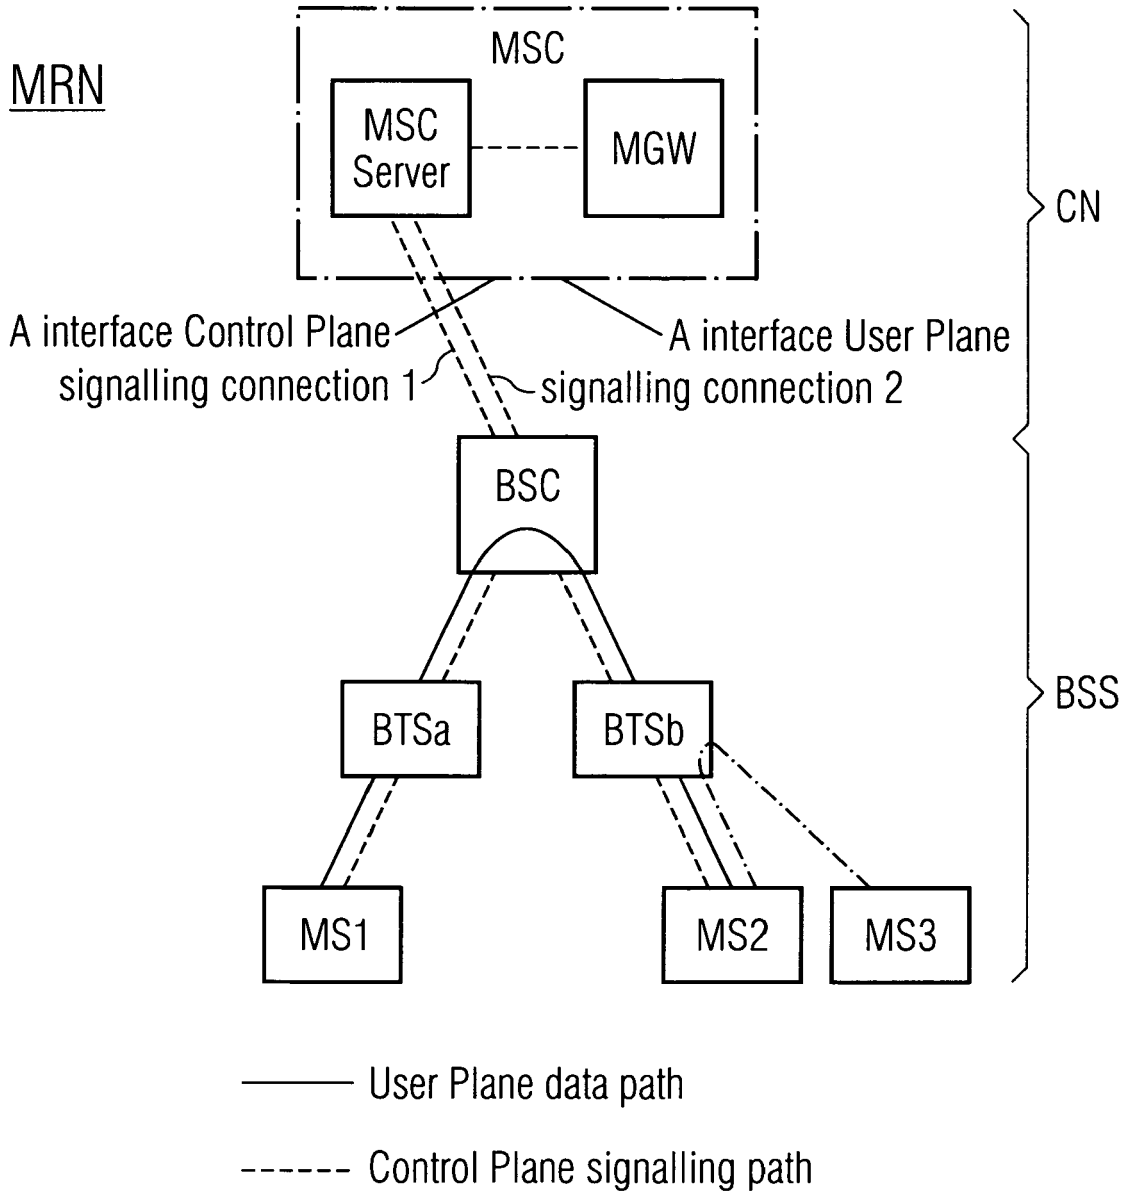 MRN
MSC
MSC
Server
MGW
CN
A interface Control Plane
A interface User Plane
signalling connection 1
signalling connection 2
BSC
BTSa
BTSb
BSS
MS1
MS2
MS3
User Plane data path
Control Plane signalling path